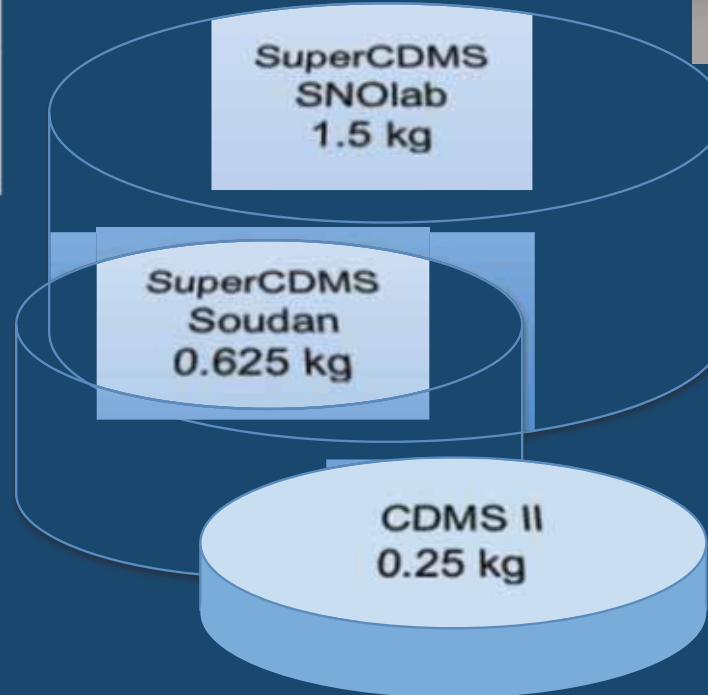 SuperCDMS
SNOlab
1.5 kg
SuperCDMS
Soudan
0.625 kg
CDMS II
0.25 kg